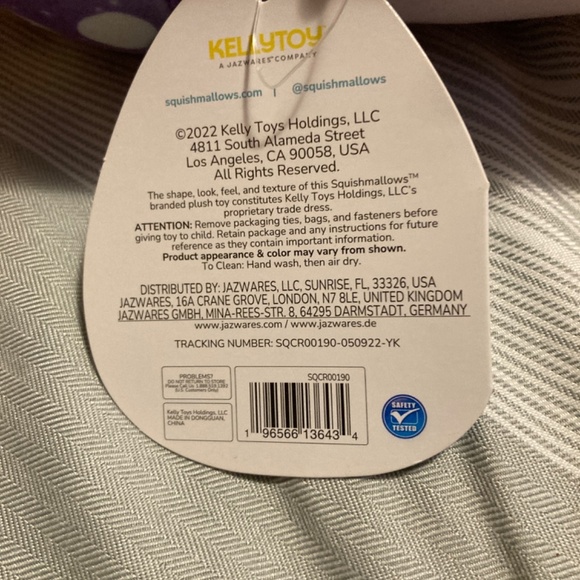 KELLYTOY
A JAZWARES COMPANY
squishmallows.com | @squishmallows
©2022 Kelly Toys Holdings, LLC
4811 South Alameda Street
Los Angeles, CA 90058, USA
All Rights Reserved.
The shape, look, feel, and texture of this Squishmallows™
branded plush toy constitutes Kelly Toys Holdings, LLC's
proprietary trade dress.
ATTENTION: Remove packaging ties, bags, and fasteners before
giving toy to child. Retain package and any instructions for future
reference as they contain important information.
Product appearance & color may vary from shown.
To Clean: Hand wash, then air dry.
DISTRIBUTED BY: JAZWARES, LLC, SUNRISE, FL, 33326, USA
JAZWARES, 16A CRANE GROVE, LONDON, N7 8LE, UNITED KINGDOM
JAZWARES GMBH, MINA-REES-STR. 8, 64295 DARMSTADT, GERMANY
www.jazwares.com / www.jazwares.de
TRACKING NUMBER: SQCR00190-050922-YK
PROBLEMS?
DO NOT RETURN TO STORE
Please Call Us:
(U.S. Customers Only)
Kelly Toys Holdings, LLC
MADE IN DONGGUAN,
CHINA
SQCR00190
1 96566 13643 4
SAFETY
TESTED